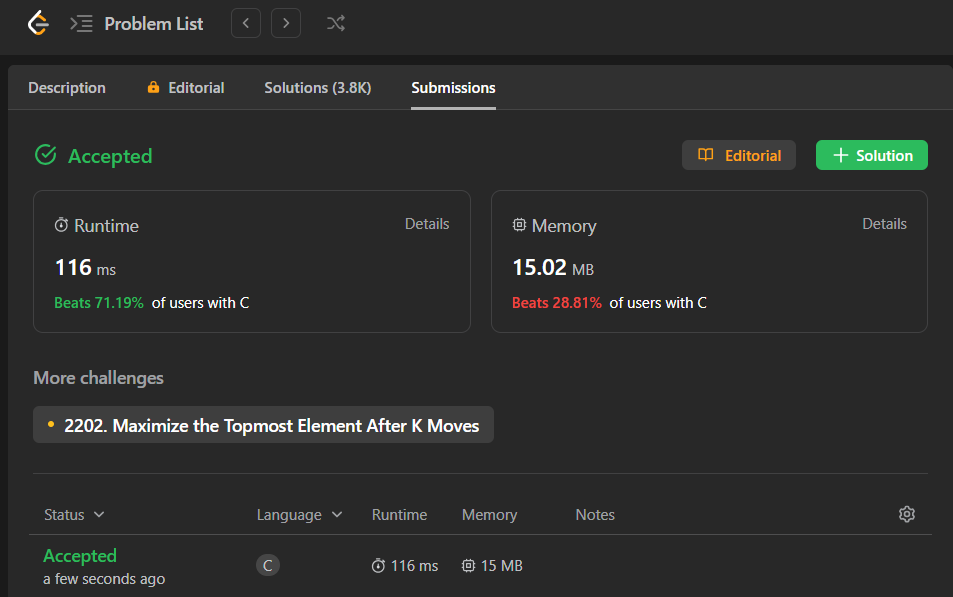 Problem List
Description Editorial Solutions (3.8K) Submissions
Accepted Editorial + Solution
Runtime Details Memory Details
116 ms 15.02 MB
Beats 71.19% of users with C Beats 28.81% of users with C
More challenges
2202. Maximize the Topmost Element After K Moves
Status Language Runtime Memory Notes
Accepted C 116 ms 15 MB
a few seconds ago